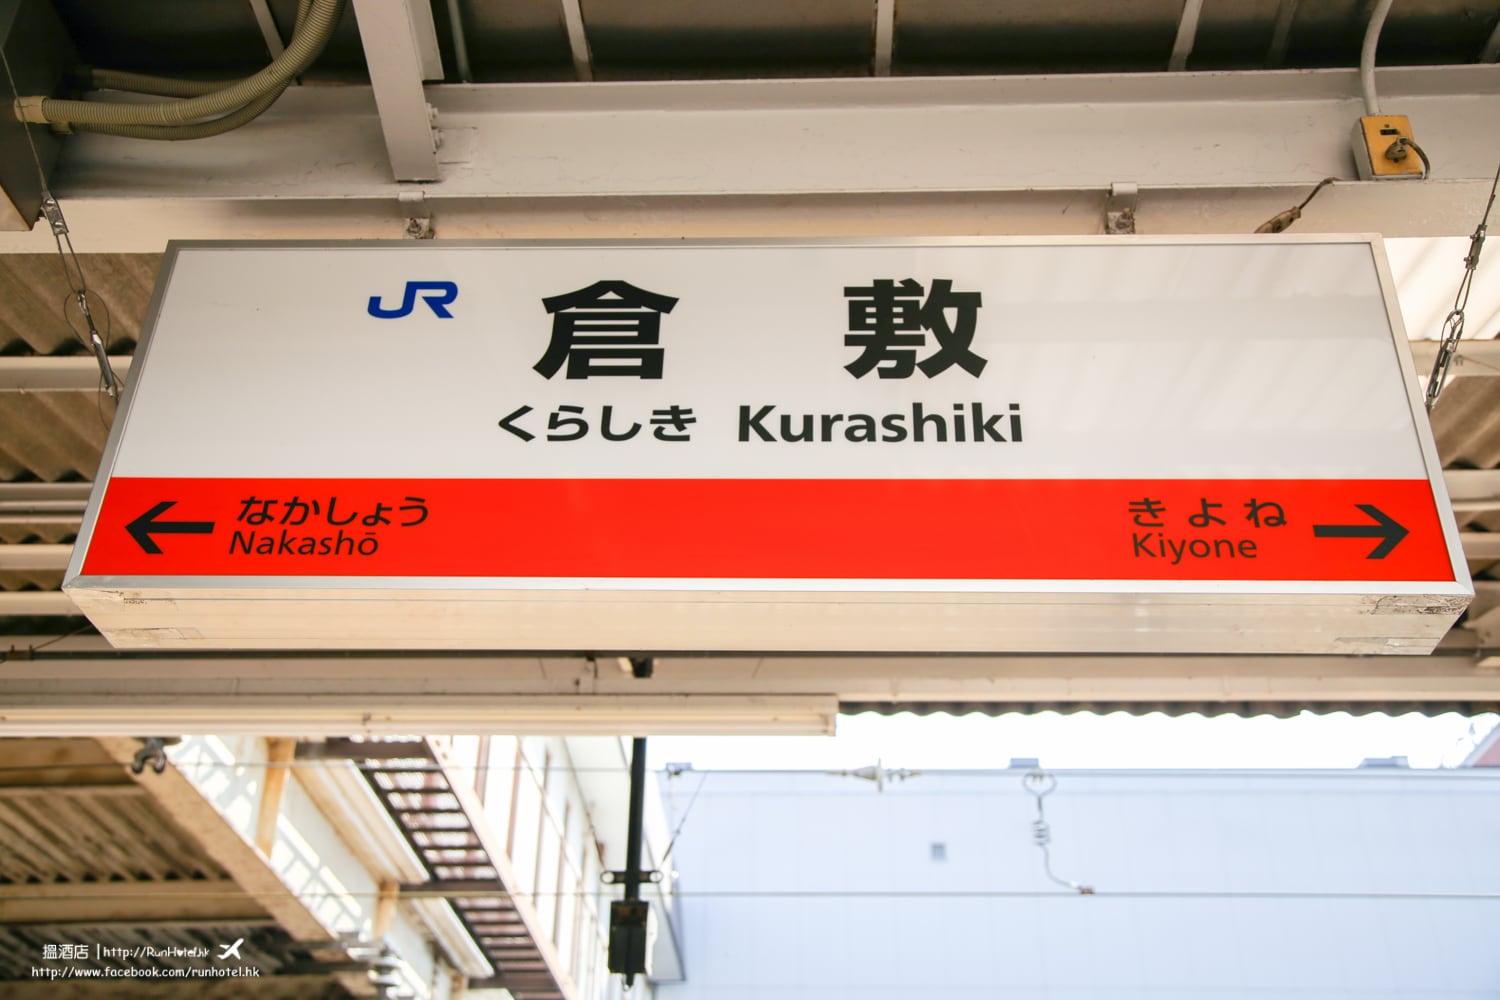 JR 倉敷
くらしき Kurashiki
← なかしょう
Nakashō
きよね →
Kiyone
搵酒店 | http://RunHotel.hk
http://www.facebook.com/runhotel.hk